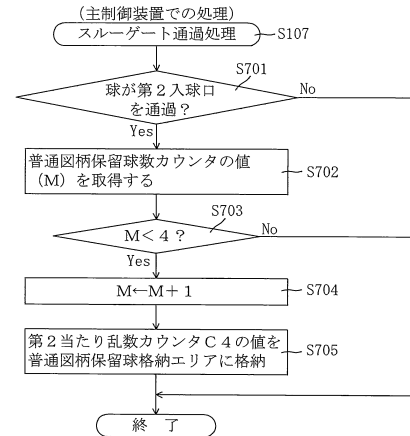 (主制御装置での処理)
スルーゲート通過処理
S107
S701
球が第２入球口
を通過？
No
Yes
普通図柄保留球数カウンタの値
（M）を取得する
S702
S703
M＜４？
No
Yes
M←M＋１
S704
第２当たり乱数カウンタC４の値を
普通図柄保留球格納エリアに格納
S705
終 了